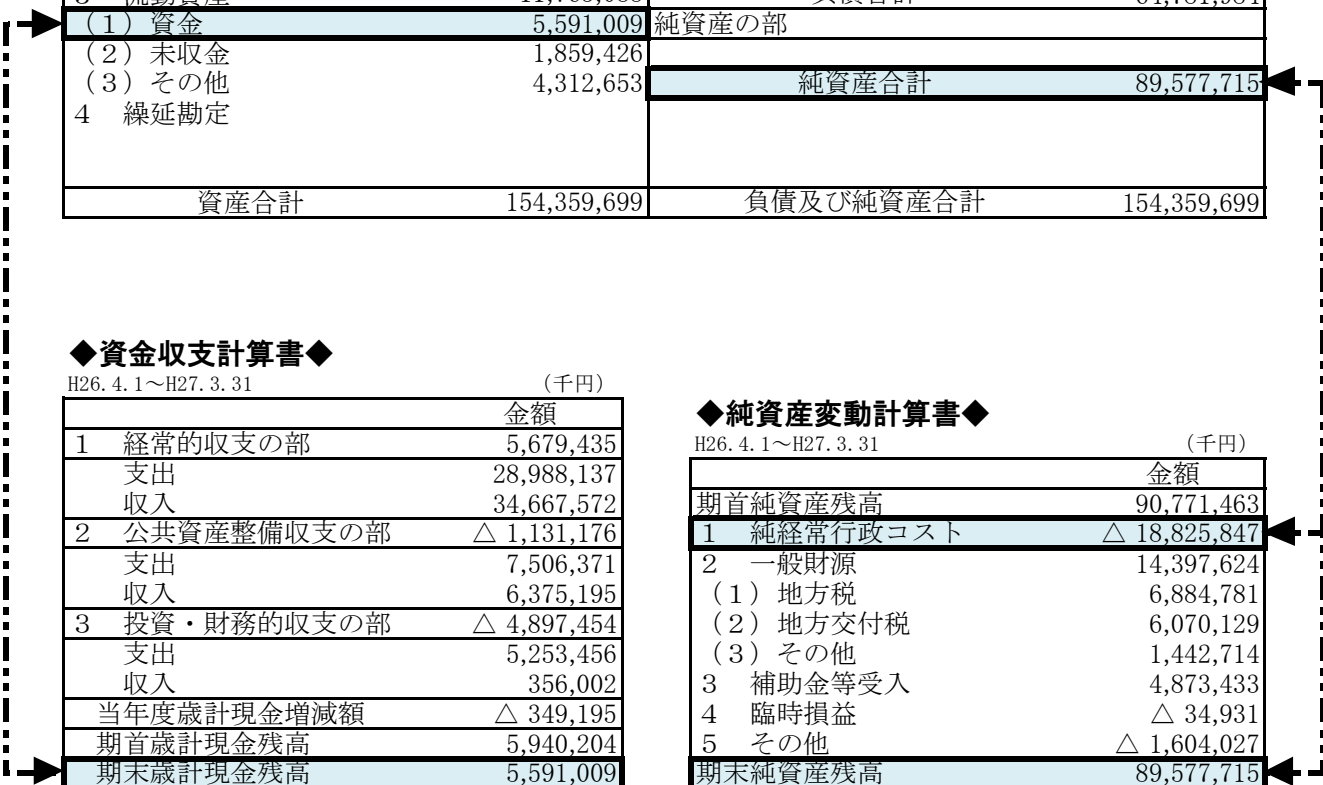 （１）資金 5,591,009 純資産の部
（２）未収金 1,859,426
（３）その他 4,312,653 純資産合計 89,577,715
４ 繰延勘定
資産合計 154,359,699 負債及び純資産合計 154,359,699
◆資金収支計算書◆
H26.4.1～H27.3.31 （千円）
金額
１ 経常的収支の部 5,679,435
支出 28,988,137
収入 34,667,572
２ 公共資産整備収支の部 △ 1,131,176
支出 7,506,371
収入 6,375,195
３ 投資・財務的収支の部 △ 4,897,454
支出 5,253,456
収入 356,002
当年度歳計現金増減額 △ 349,195
期首歳計現金残高 5,940,204
期末歳計現金残高 5,591,009
◆純資産変動計算書◆
H26.4.1～H27.3.31 （千円）
金額
期首純資産残高 90,771,463
１ 純経常行政コスト △ 18,825,847
２ 一般財源 14,397,624
（１）地方税 6,884,781
（２）地方交付税 6,070,129
（３）その他 1,442,714
３ 補助金等受入 4,873,433
４ 臨時損益 △ 34,931
５ その他 △ 1,604,027
期末純資産残高 89,577,715